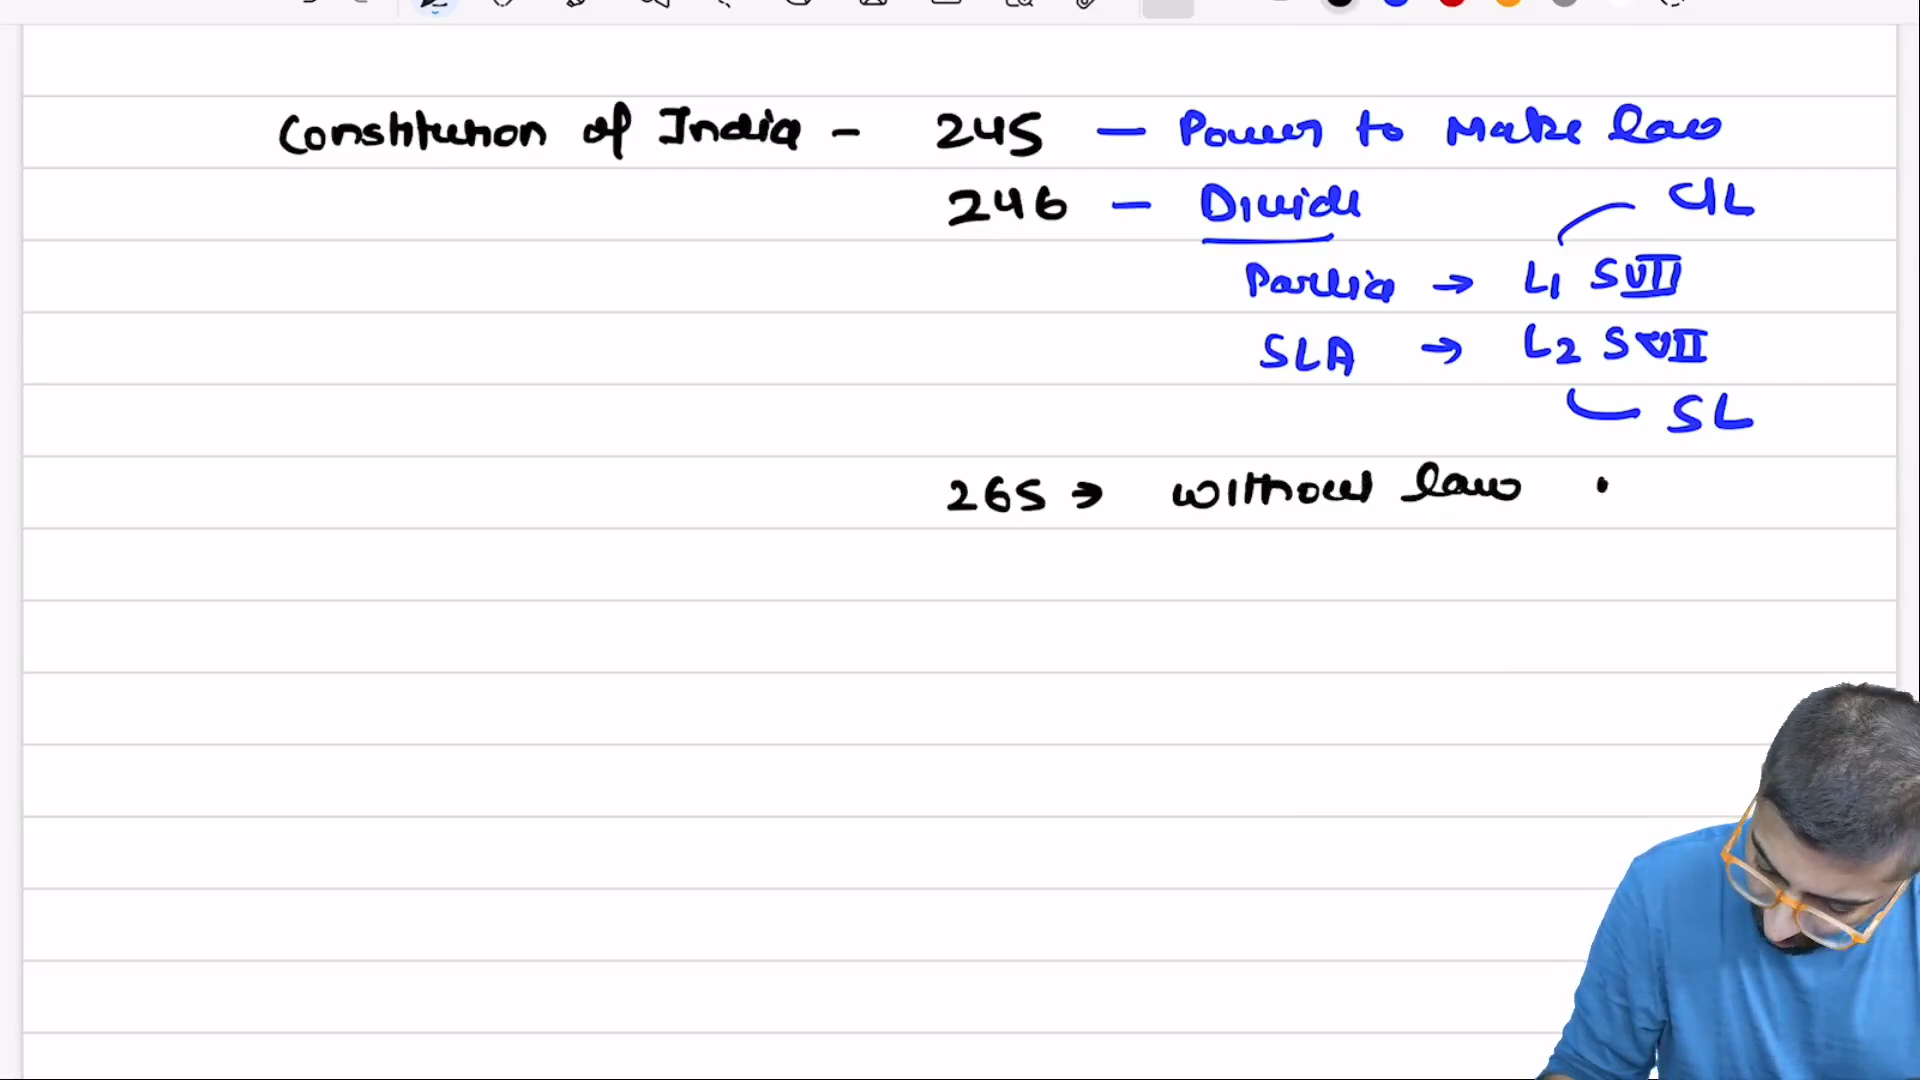 Constitution of India - 245 - Power to Make law
246 - Divide
UL
Parlia → L1 SVII
SLA → L2 SVII
SL
265 → without law